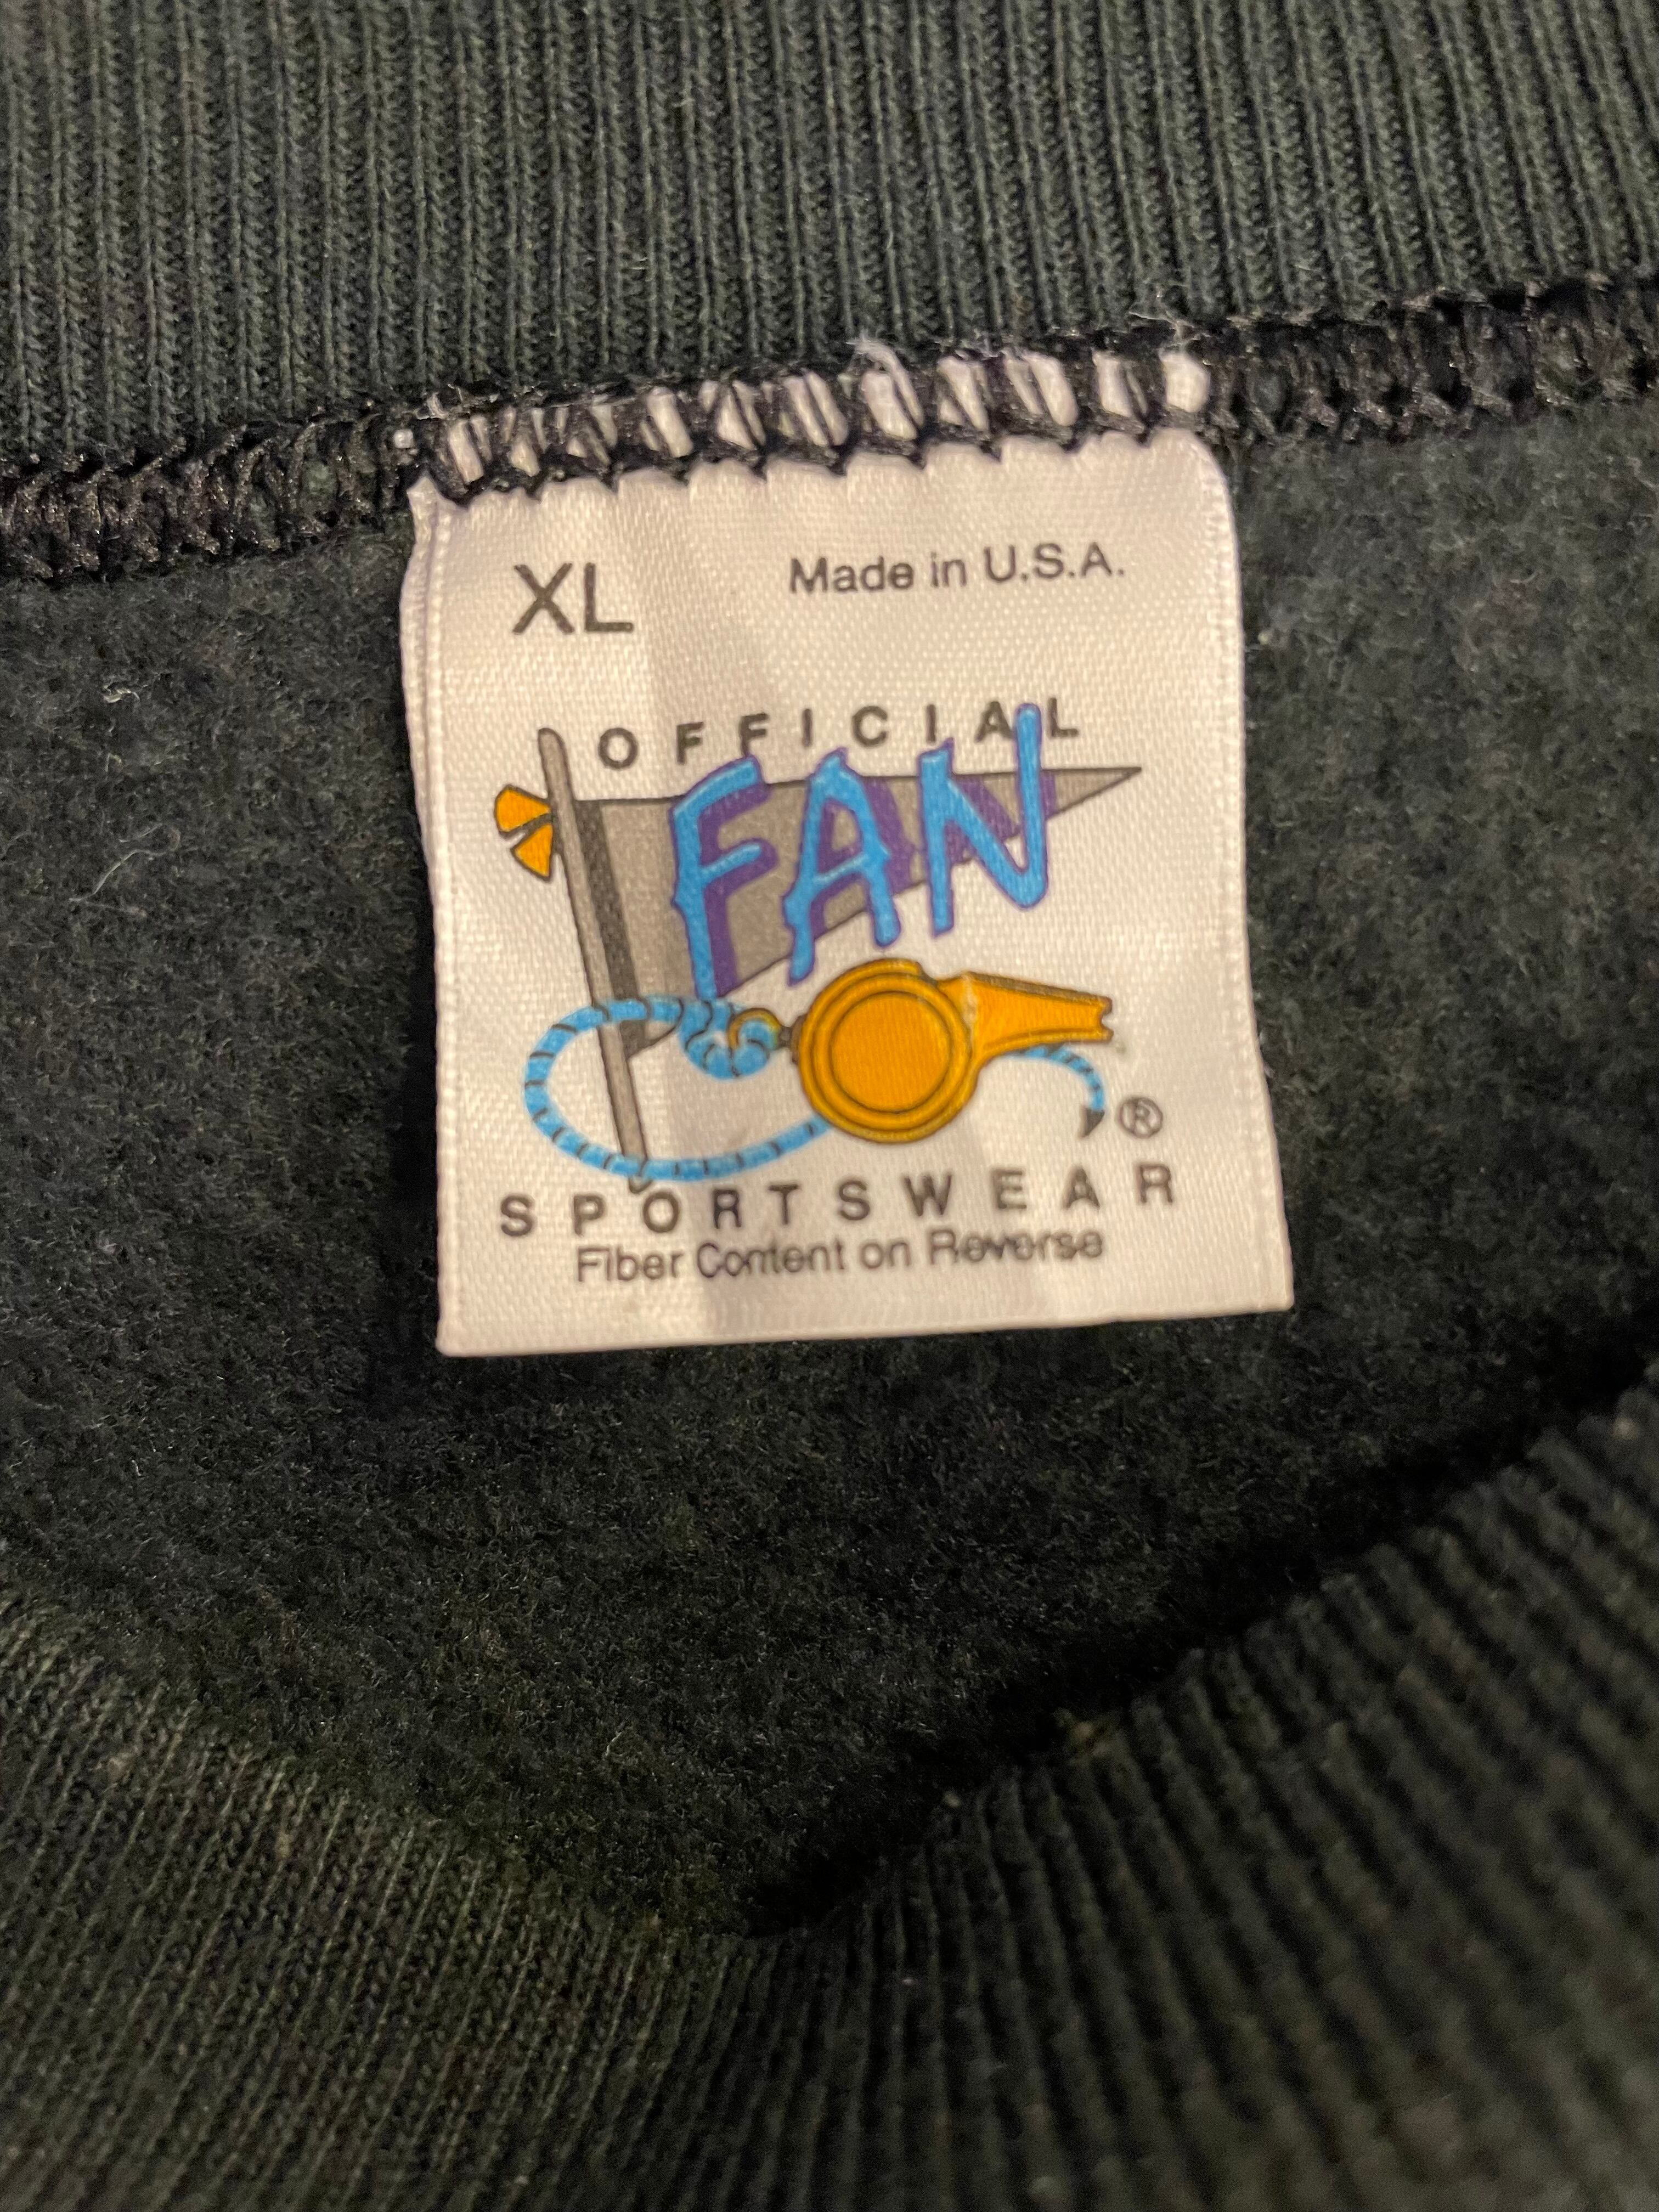 XL Made in U.S.A.
OFFICIAL
FAN
®
SPORTSWEAR
Fiber Content on Reverse